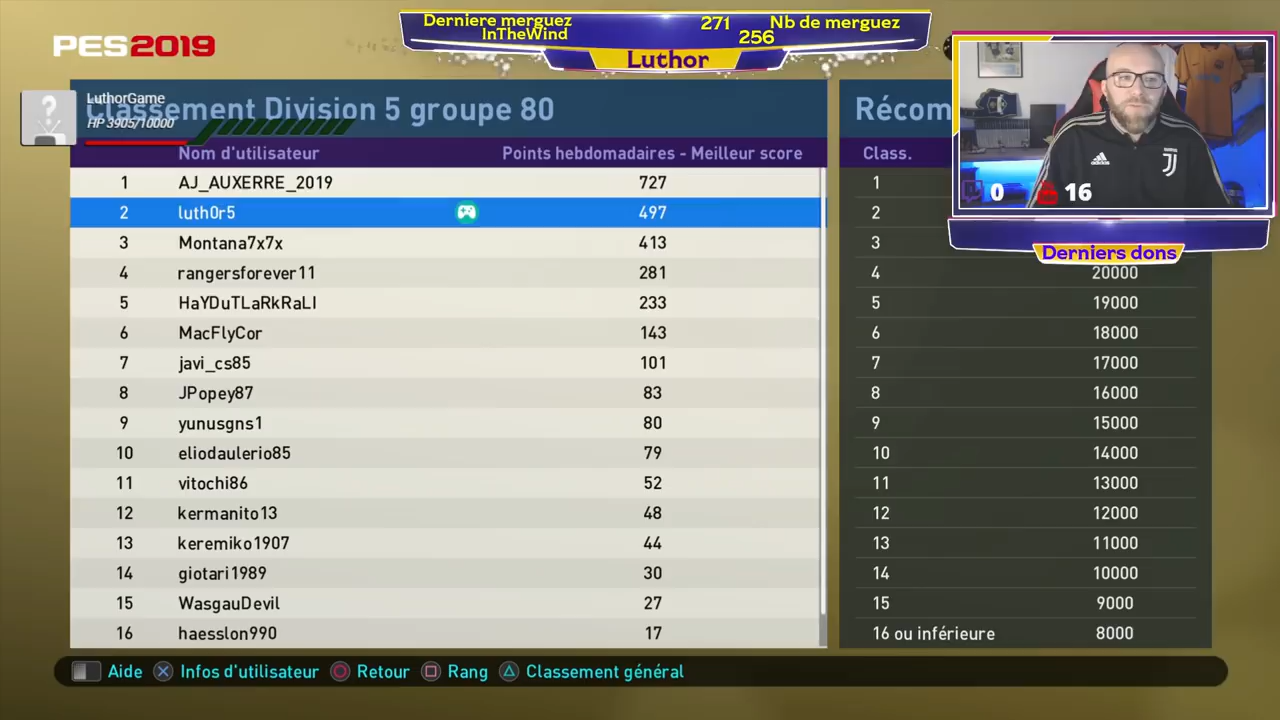 Derniere merguez
InTheWind
271
256
Nb de merguez
Luthor
PES2019
LuthorGame
HP 3905/10000
Classement Division 5 groupe 80
Nom d'utilisateur Points hebdomadaires - Meilleur score
1 AJ_AUXERRE_2019 727
2 luth0r5 497
3 Montana7x7x 413
4 rangersforever11 281
5 HaYDuTLaRkRaLI 233
6 MacFlyCor 143
7 javi_cs85 101
8 JPopey87 83
9 yunusgns1 80
10 eliodaulerio85 79
11 vitochi86 52
12 kermanito13 48
13 keremiko1907 44
14 giotari1989 30
15 WasgauDevil 27
16 haesslon990 17
Récom
Class.
1
2
3
4 20000
5 19000
6 18000
7 17000
8 16000
9 15000
10 14000
11 13000
12 12000
13 11000
14 10000
15 9000
16 ou inférieure 8000
adidas
0 16
Derniers dons
Aide Infos d'utilisateur Retour Rang Classement général